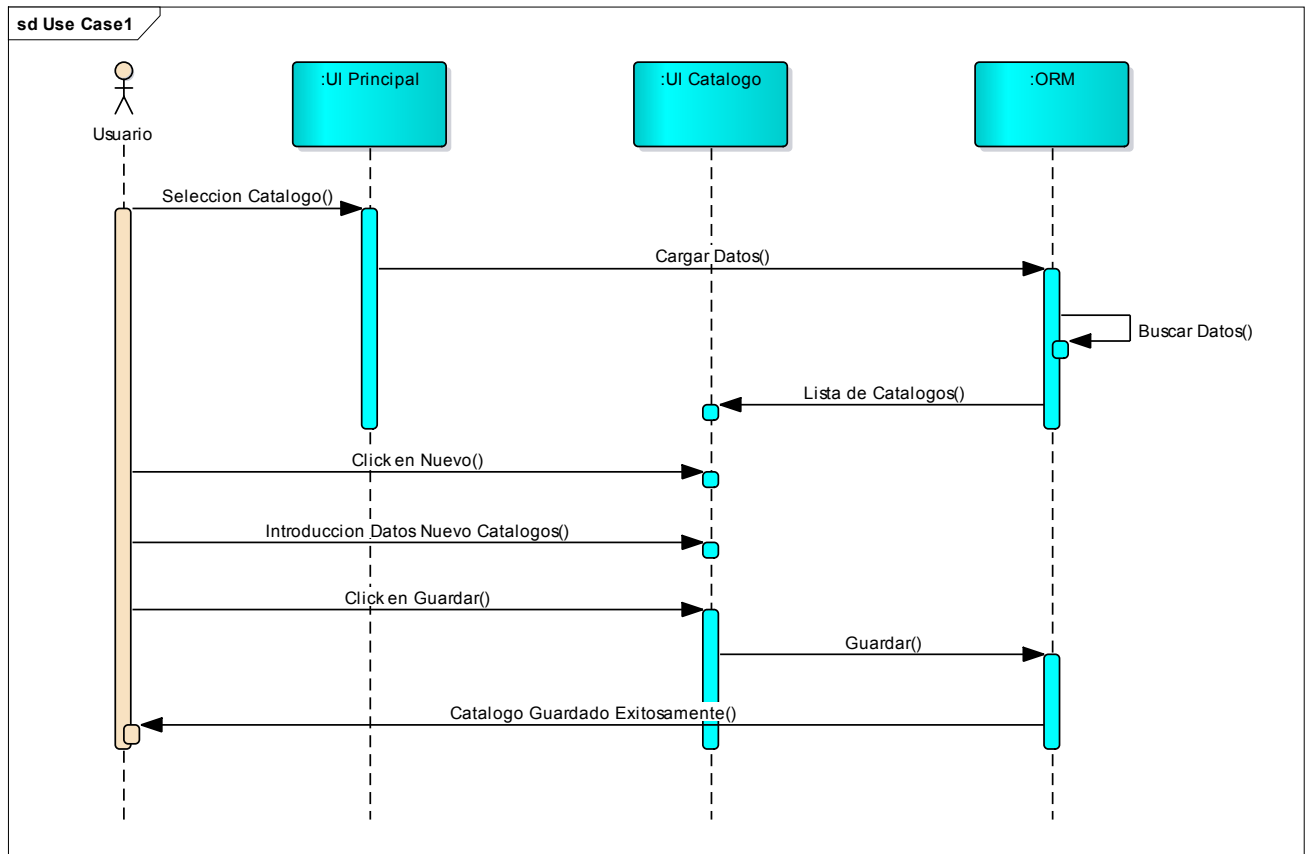 sd Use Case1
Usuario
:UI Principal
:UI Catalogo
:ORM
Seleccion Catalogo()
Cargar Datos()
Buscar Datos()
Lista de Catalogos()
Click en Nuevo()
Introduccion Datos Nuevo Catalogos()
Click en Guardar()
Guardar()
Catalogo Guardado Exitosamente()